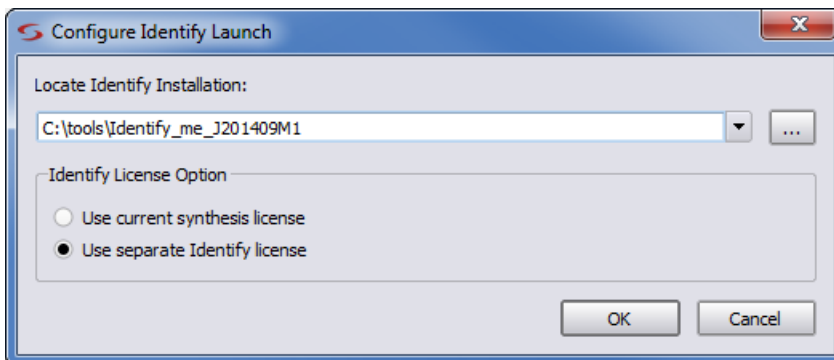 Configure Identify Launch
X
Locate Identify Installation:
C:\tools\Identify_me_J201409M1
...
Identify License Option
Use current synthesis license
Use separate Identify license
OK
Cancel